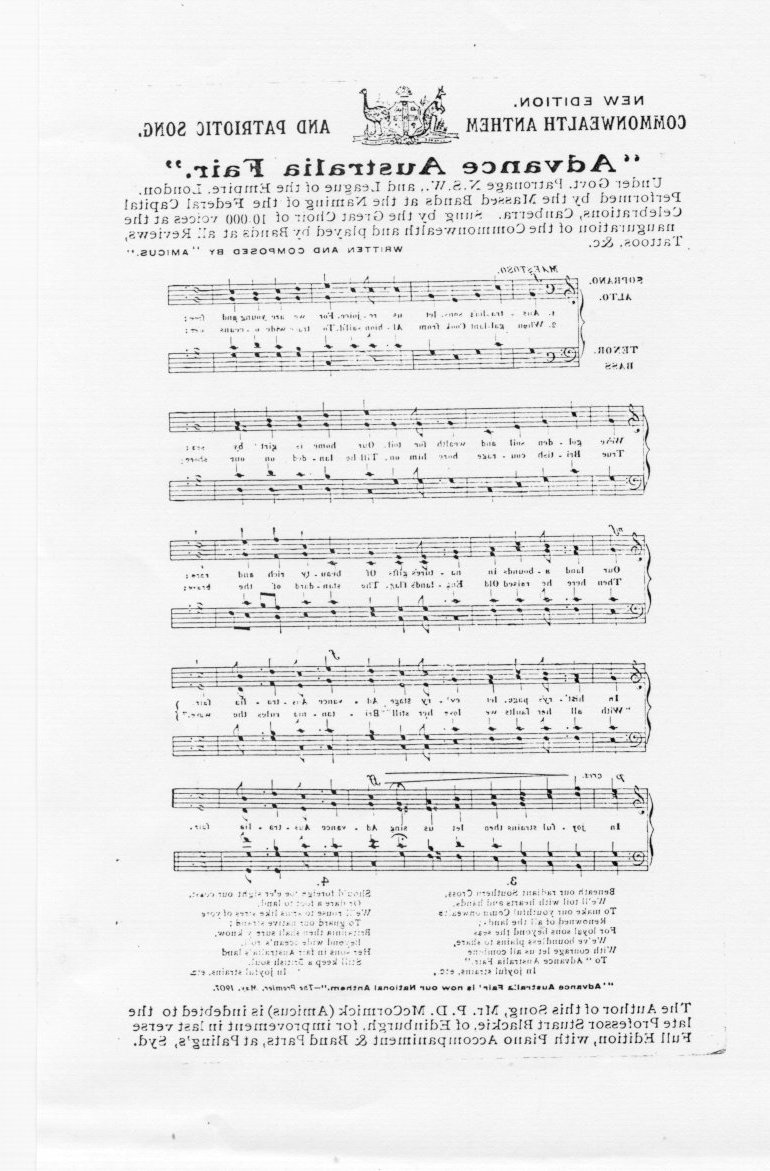 NEW EDITION.
COMMONWEALTH ANTHEM AND PATRIOTIC SONG.
"Advance Australia Fair."
Under Govt. Patronage N.S.W., and League of the Empire, London.
Performed by the Massed Bands at the Naming of the Federal Capital
Celebrations, Canberra. Sung by the Great Choir of 10,000 voices at the
nauguration of the Commonwealth and played by Bands at all Reviews,
Tattoos, &c.
WRITTEN AND COMPOSED BY "AMICUS."
MAESTOSO.
SOPRANO.
ALTO.
1. Aus - tralia's sons, let us re - joice, For we are young and free;
2. When gal-lant Cook from Al - bion sail'd, To trace wide o - ceans o'er;
TENOR.
BASS
f
We've gol - den soil and wealth for toil, Our home is girt by sea;
True Bri - tish cou - rage bore him on, Till he lan - ded on our shore;
Our land a - bounds in na - ture's gifts Of beau - ty rich and rare;
Then here he raised Old Eng - land's flag, The stan - dard of the brave;
f
In hist'rys page, let ev' - ry stage Ad - vance Aus - tra - lia fair
"With all her faults we love her still" "Bri - tan - nia rules the wave."
p cres. ff
In joy - ful strains then let us sing Ad - vance Aus - tra - lia fair.
3.
Beneath our radiant Southern Cross,
We'll toil with hearts and hands,
To make our youthful Commonwealth
Renowned of all the lands;
For loyal sons beyond the seas
We've boundless plains to share,
With courage let us all combine
To "Advance Australia Fair."
In joyful strains, etc.,
4.
Should foreign foe e'er sight our coast,
Or dare a foot to land,
We'll rouse to arms like sires of yore
To guard our native strand;
Britannia then shall surely know,
Beyond wide ocean's roll,
Her sons in fair Australia's land
Still keep a British soul.
In joyful strains, etc
"'Advance Australia Fair' is now our National Anthem."—The Premier, May, 1907.
The Author of this Song, Mr. P. D. McCormick (Amicus) is indebted to the
late Professor Stuart Blackie, of Edinburgh, for improvement in last verse
Full Edition, with Piano Accompaniment & Band Parts, at Paling's, Syd.